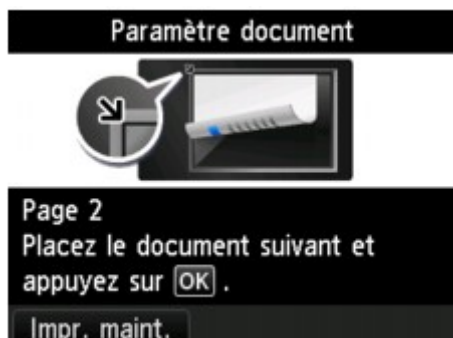 Paramètre document
Page 2
Placez le document suivant et
appuyez sur OK .
Impr. maint.